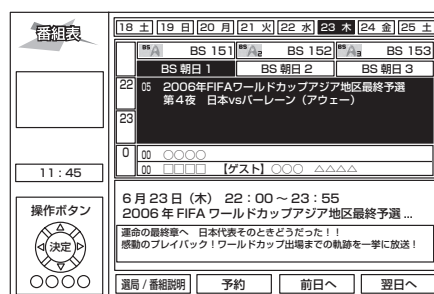 番組表
18 土 19 日 20 月 21 火 22 水 23 木 24 金 25 土
BSA BS 151 BSA2 BS 152 BSA3 BS 153
BS 朝日 1 BS 朝日 2 BS 朝日 3
22 05 2006年FIFAワールドカップアジア地区最終予選
第4夜 日本vsバーレーン（アウェー）
23
0 00 ○○○○
00 □□□□ 【ゲスト】○○○ △△△△
11 : 45
6 月 23 日（木） 22 : 00 ~ 23 : 55
2006 年 FIFA ワールドカップアジア地区最終予選 ...
運命の最終章へ 日本代表そのときどうだった！！
感動のプレイバック！ワールドカップ出場までの軌跡を一挙に放送！
操作ボタン
決定
選局 / 番組説明 予約 前日へ 翌日へ